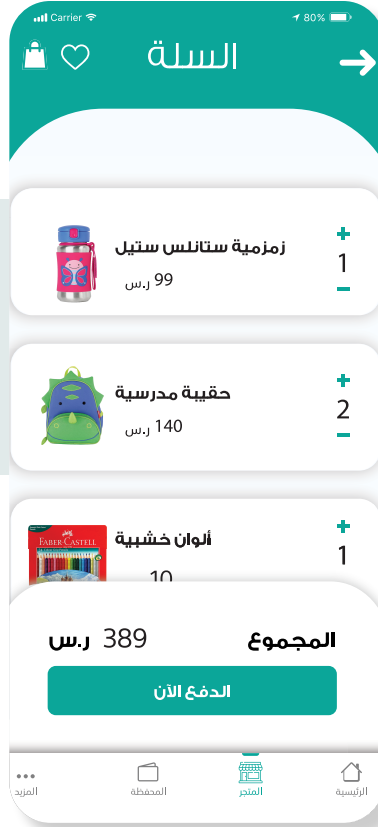 Carrier
80%
السلة
زمزمية ستانلس ستيل
99 ر.س
1
حقيبة مدرسية
140 ر.س
2
ألوان خشبية
10
1
FABER-CASTELL
المجموع 389 ر.س
الدفع الآن
الرئيسية
المتجر
المحفظة
المزيد